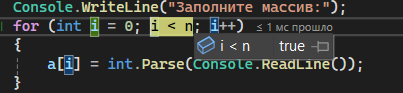 Console.WriteLine("Заполните массив:");
for (int i = 0; i < n; i++) ≤ 1 мс прошло
{
i < n true
a[i] = int.Parse(Console.ReadLine());
}